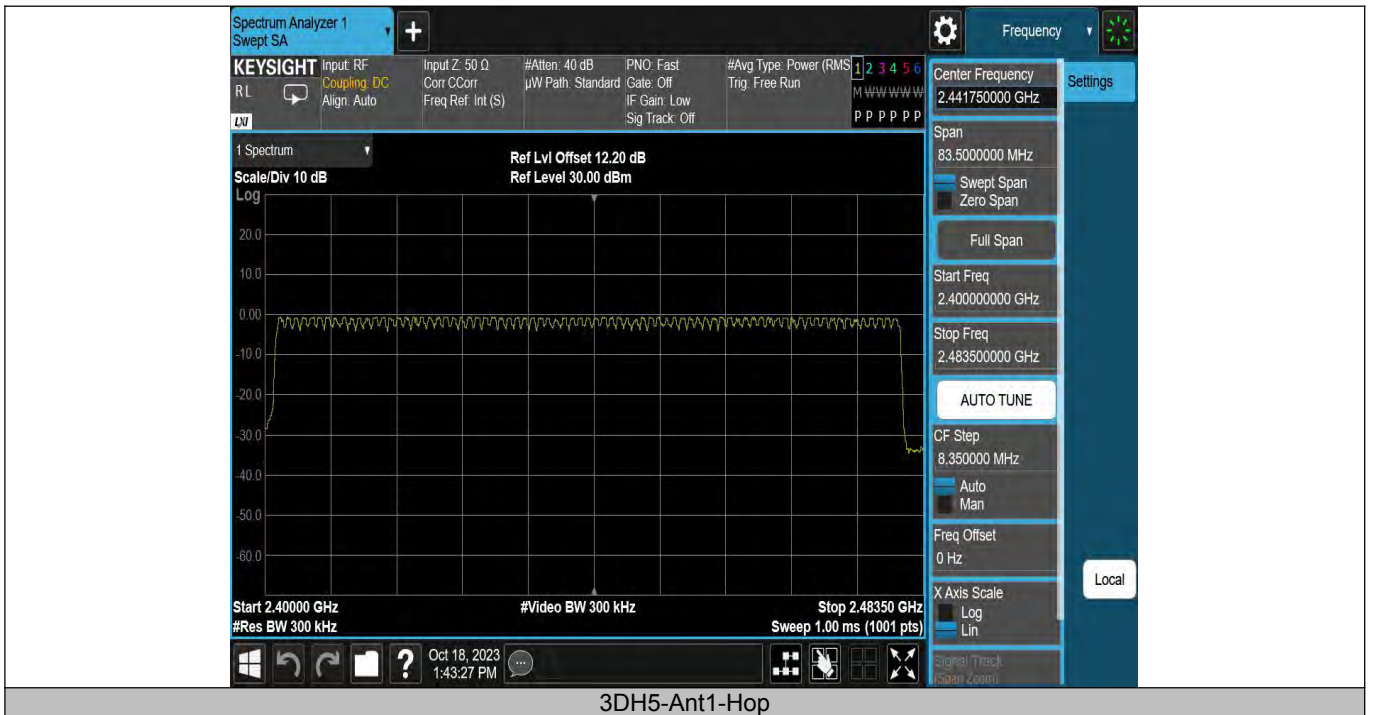 Spectrum Analyzer 1
Swept SA
+
Frequency
KEYSIGHT
RL
LXI
Input: RF
Coupling: DC
Align: Auto
Input Z: 50 Ω
Corr CCorr
Freq Ref: Int (S)
#Atten: 40 dB
µW Path: Standard
PNO: Fast
Gate: Off
IF Gain: Low
Sig Track: Off
#Avg Type: Power (RMS
Trig: Free Run
1 2 3 4 5 6
M W W W W W
P P P P P P
1 Spectrum
Scale/Div 10 dB
Ref Lvl Offset 12.20 dB
Ref Level 30.00 dBm
Log
20.0
10.0
0.00
-10.0
-20.0
-30.0
-40.0
-50.0
-60.0
Start 2.40000 GHz
#Video BW 300 kHz
Stop 2.48350 GHz
#Res BW 300 kHz
Sweep 1.00 ms (1001 pts)
Center Frequency
2.441750000 GHz
Settings
Span
83.5000000 MHz
Swept Span
Zero Span
Full Span
Start Freq
2.400000000 GHz
Stop Freq
2.483500000 GHz
AUTO TUNE
CF Step
8.350000 MHz
Auto
Man
Freq Offset
0 Hz
X Axis Scale
Log
Lin
Signal Track
(Span Zoom)
Local
?
Oct 18, 2023
1:43:27 PM
3DH5-Ant1-Hop